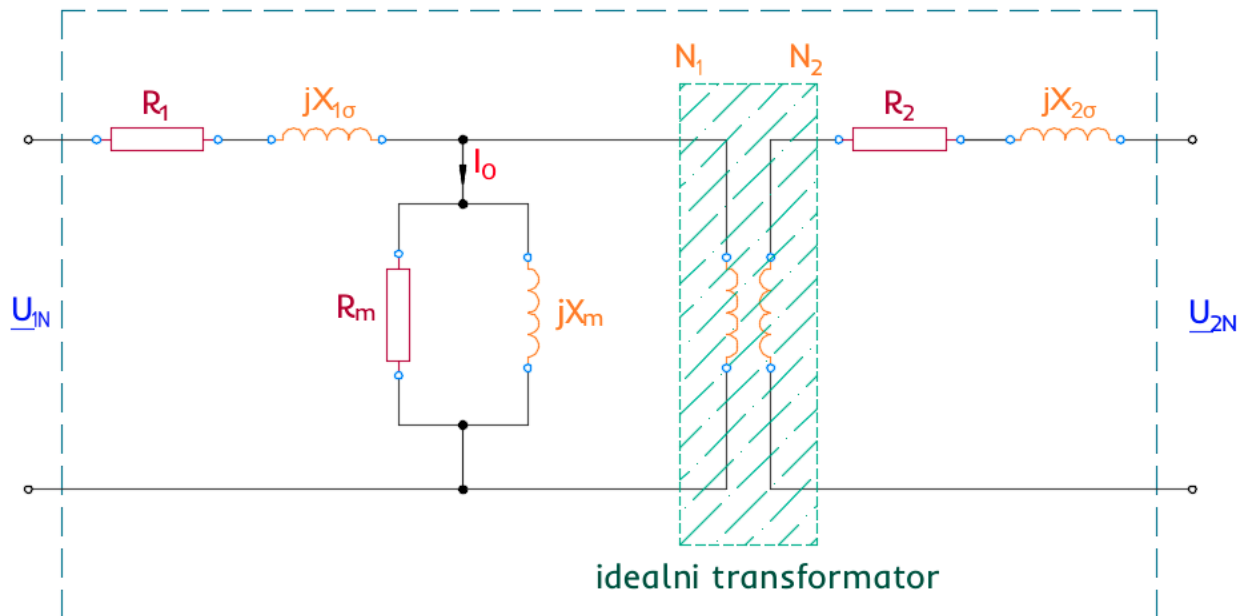 N₁ N₂
R₁ jX₁σ R₂ jX₂σ
I₀
Rₘ jXₘ
U₁N U₂N
idealni transformator